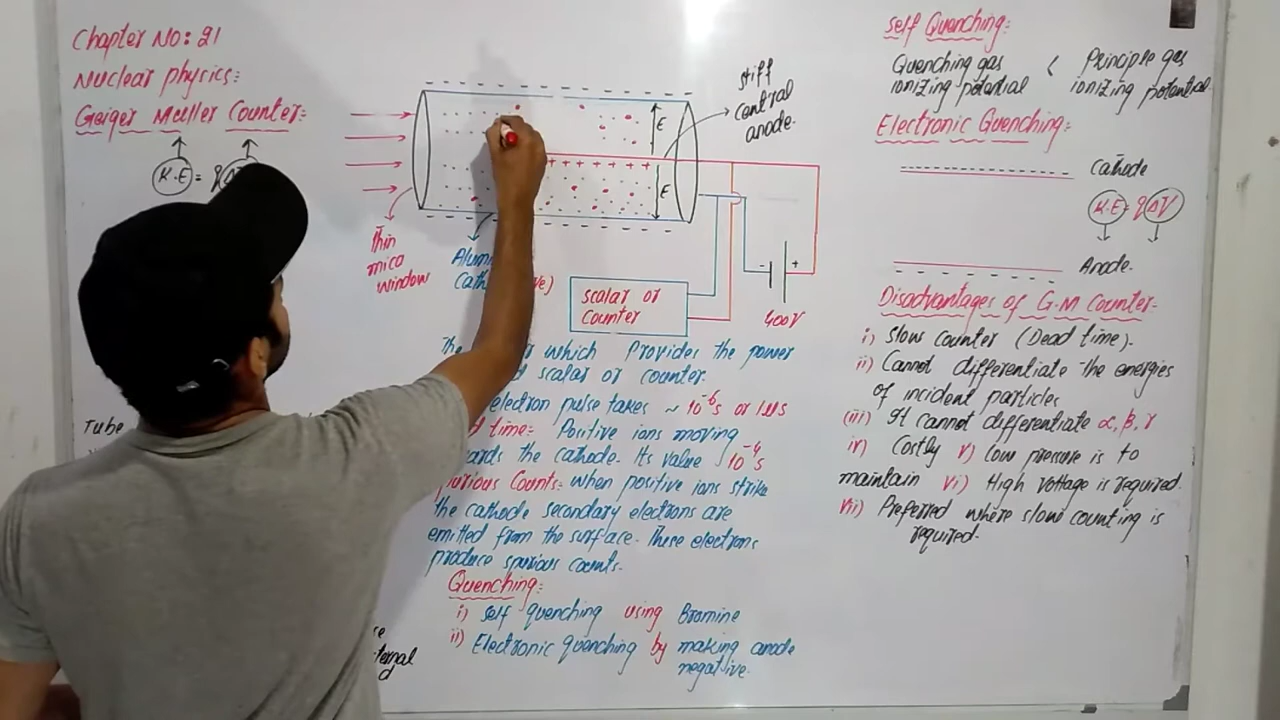 Chapter No: 21
Nuclear physics:
Geiger Muller Counter:
K.E = q
Thin
mica
window
E
E
+ + + + + + +
stiff
central
anode.
- +
400V
scalar or
counter
which Provides the power
scalar or counter.
electron pulse takes ~ 10⁻⁶s or 1μs
time: Positive ions moving
the cathode. Its value 10⁻⁴s
Counts: when positive ions strike
the cathode secondary electrons are
emitted from the surface. These electrons
produce spurious counts.
Quenching:
i) self quenching using Bromine
ii) Electronic quenching by making anode
negative.
Tube
self Quenching:
Quenching gas < Principle gas
ionizing potential ionizing potential
Electronic Quenching:
Cathode
K.E = qΔV
Anode.
Disadvantages of G.M Counter-
i) Slow counter (Dead time).
ii) Cannot differentiate the energies
of incident particles
(iii) It cannot differentiate α, β, γ
iv) Costly v) Low pressure is to
maintain vi) High voltage is required.
vii) Preferred where slow counting is
required.